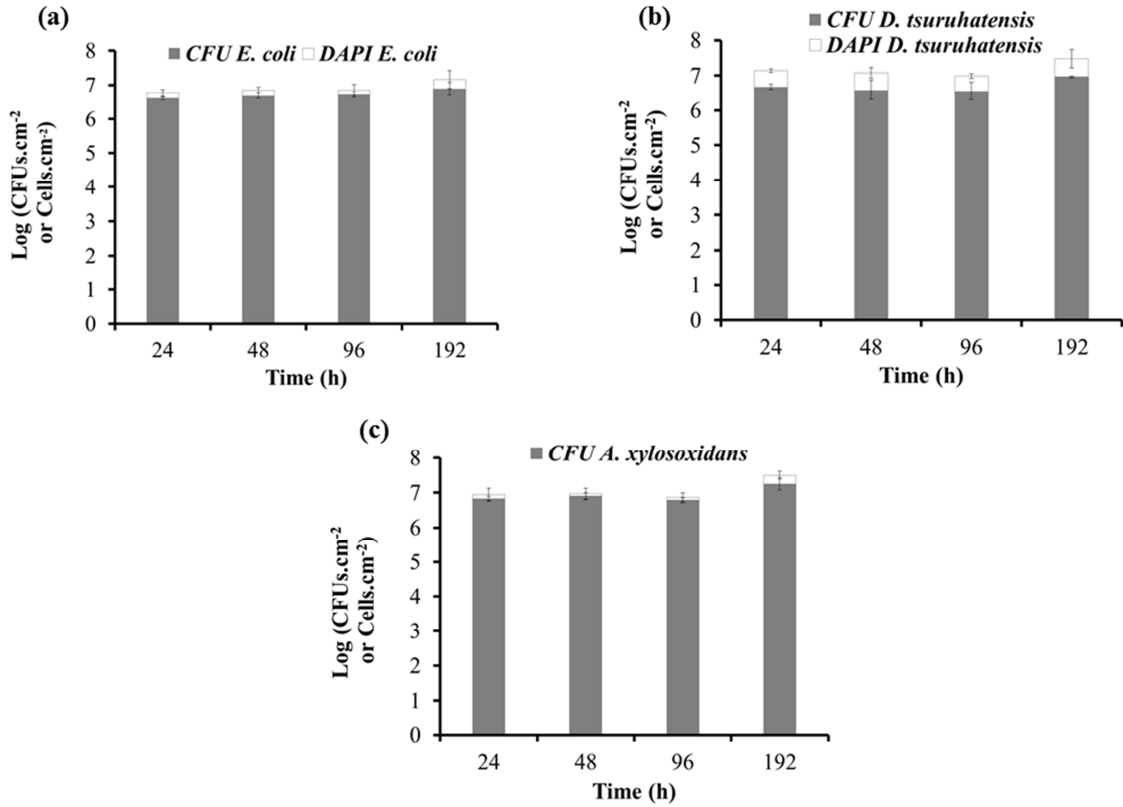 (a)
CFU E. coli DAPI E. coli
8
7
6
5
4
3
2
1
0
Log (CFUs.cm-2
or Cells.cm-2)
24 48 96 192
Time (h)
(b)
CFU D. tsuruhatensis
DAPI D. tsuruhatensis
8
7
6
5
4
3
2
1
0
Log (CFUs.cm-2
or Cells.cm-2)
24 48 96 192
Time (h)
(c)
CFU A. xylosoxidans
8
7
6
5
4
3
2
1
0
Log (CFUs.cm-2
or Cells.cm-2)
24 48 96 192
Time (h)